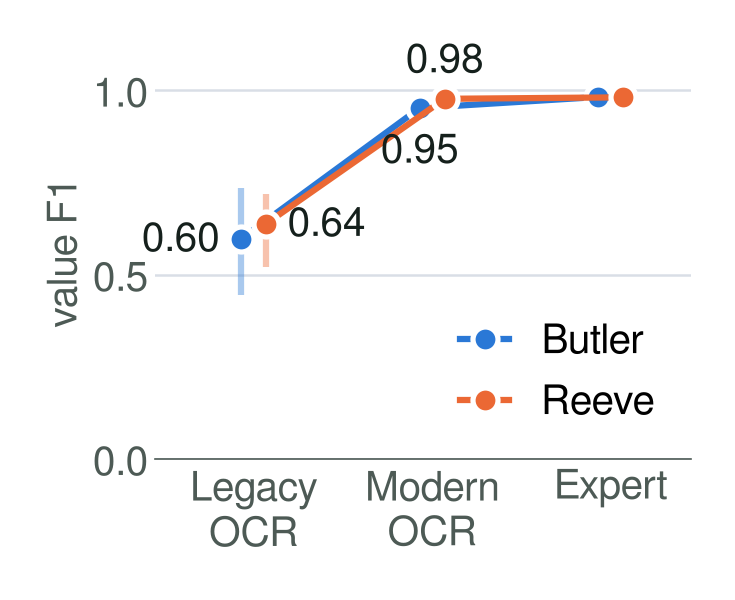 0.98
1.0
0.95
value F1
0.60
0.64
0.5
Butler
Reeve
0.0
Legacy
OCR
Modern
OCR
Expert